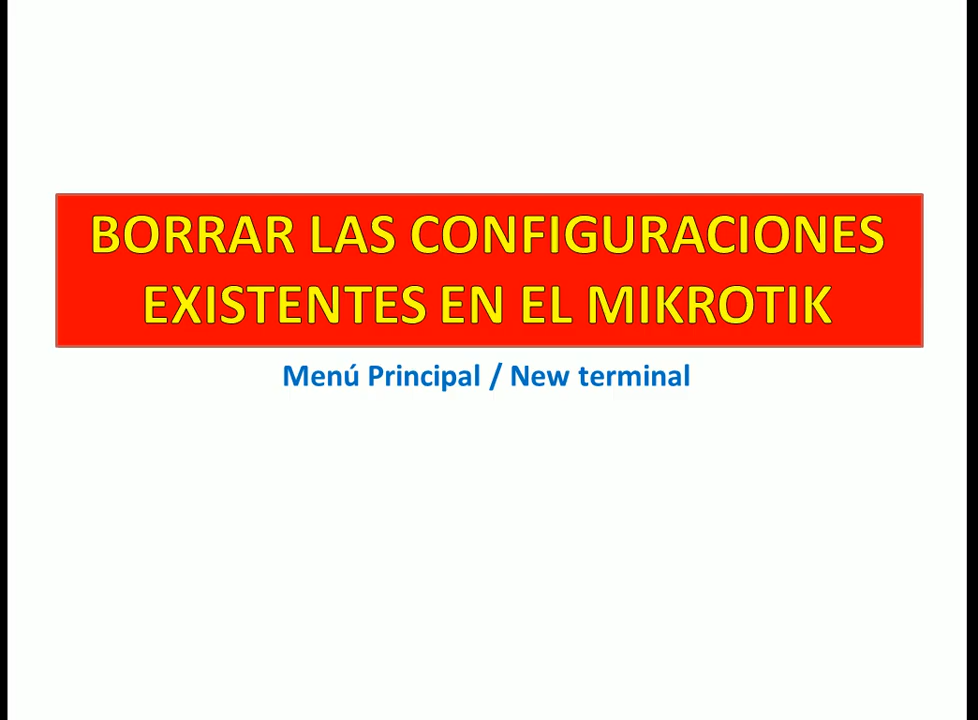 BORRAR LAS CONFIGURACIONES
EXISTENTES EN EL MIKROTIK
Menú Principal / New terminal